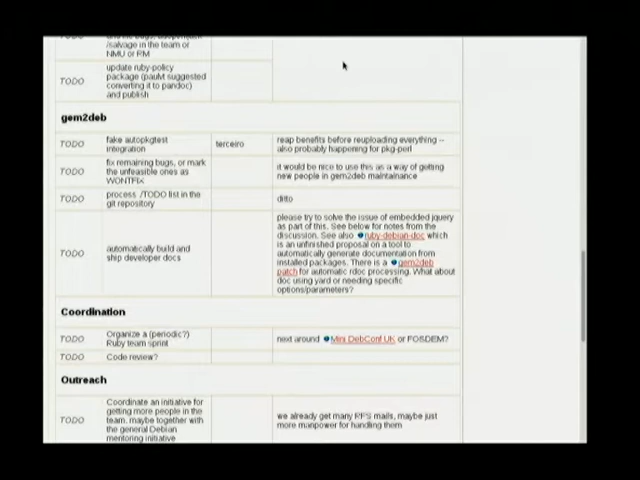 /salvage in the team or
NMU or RM
TODO
update ruby-policy
package (paulvt suggested
converting it to pandoc)
and publish
gem2deb
TODO
fake autopkgtest
integration
terceiro
reap benefits before reuploading everything --
also probably happening for pkg-perl
TODO
fix remaining bugs, or mark
the unfeasible ones as
WONTFIX
it would be nice to use this as a way of getting
new people in gem2deb maintainance
TODO
process /TODO list in the
git repository
ditto
TODO
automatically build and
ship developer docs
please try to solve the issue of embedded jquery
as part of this. See below for notes from the
discussion. See also ruby-debian-doc which
is an unfinished proposal on a tool to
automatically generate documentation from
installed packages. There is a gem2deb
patch for automatic rdoc processing. What about
doc using yard or needing specific
options/parameters?
Coordination
TODO
Organize a (periodic?)
Ruby team sprint
next around Mini DebConf UK or FOSDEM?
TODO
Code review?
Outreach
TODO
Coordinate an initiative for
getting more people in the
team, maybe together with
the general Debian
mentoring initiative
we already get many RFS mails, maybe just
more manpower for handling them